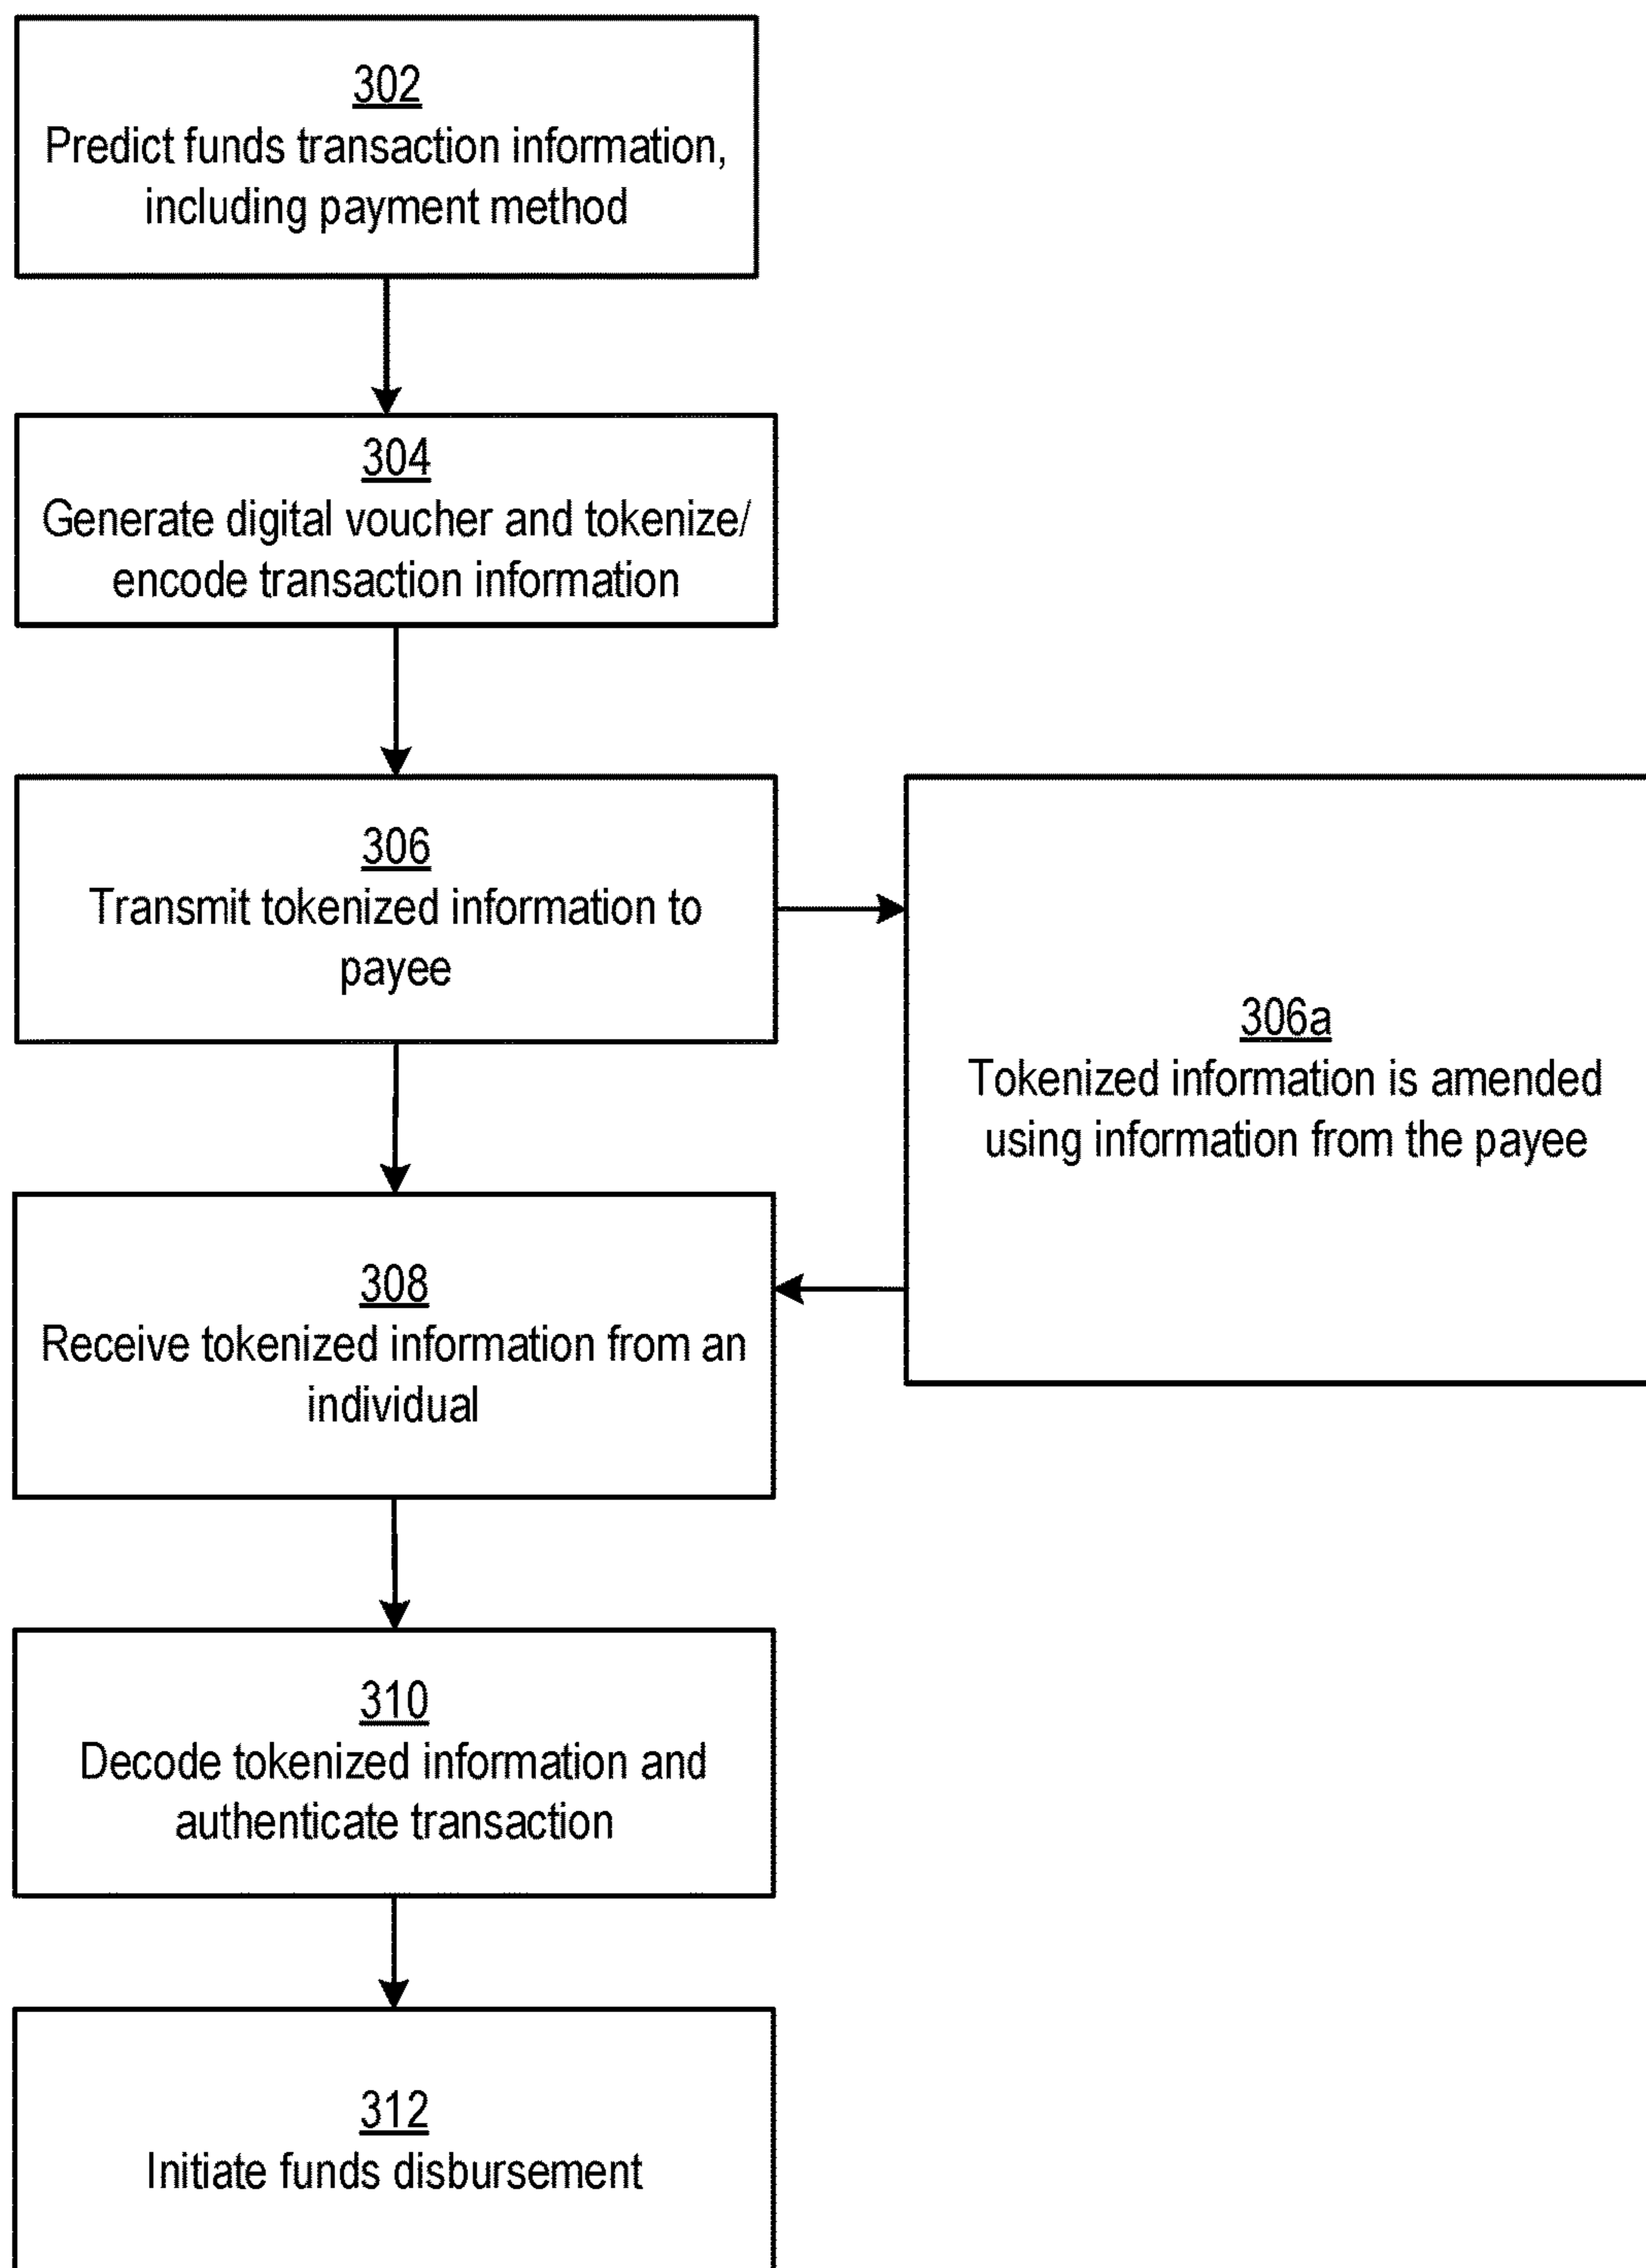 302
Predict funds transaction information,
including payment method
304
Generate digital voucher and tokenize/
encode transaction information
306
Transmit tokenized information to
payee
306a
Tokenized information is amended
using information from the payee
308
Receive tokenized information from an
individual
310
Decode tokenized information and
authenticate transaction
312
Initiate funds disbursement